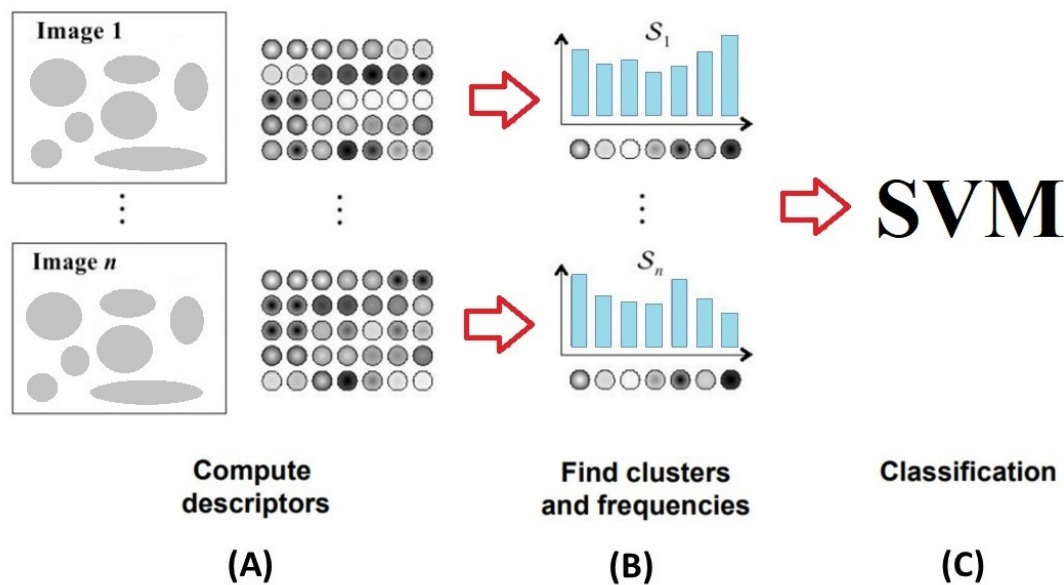 Image 1
S1
SVM
Image n
Sn
Compute
descriptors
Find clusters
and frequencies
Classification
(A)
(B)
(C)